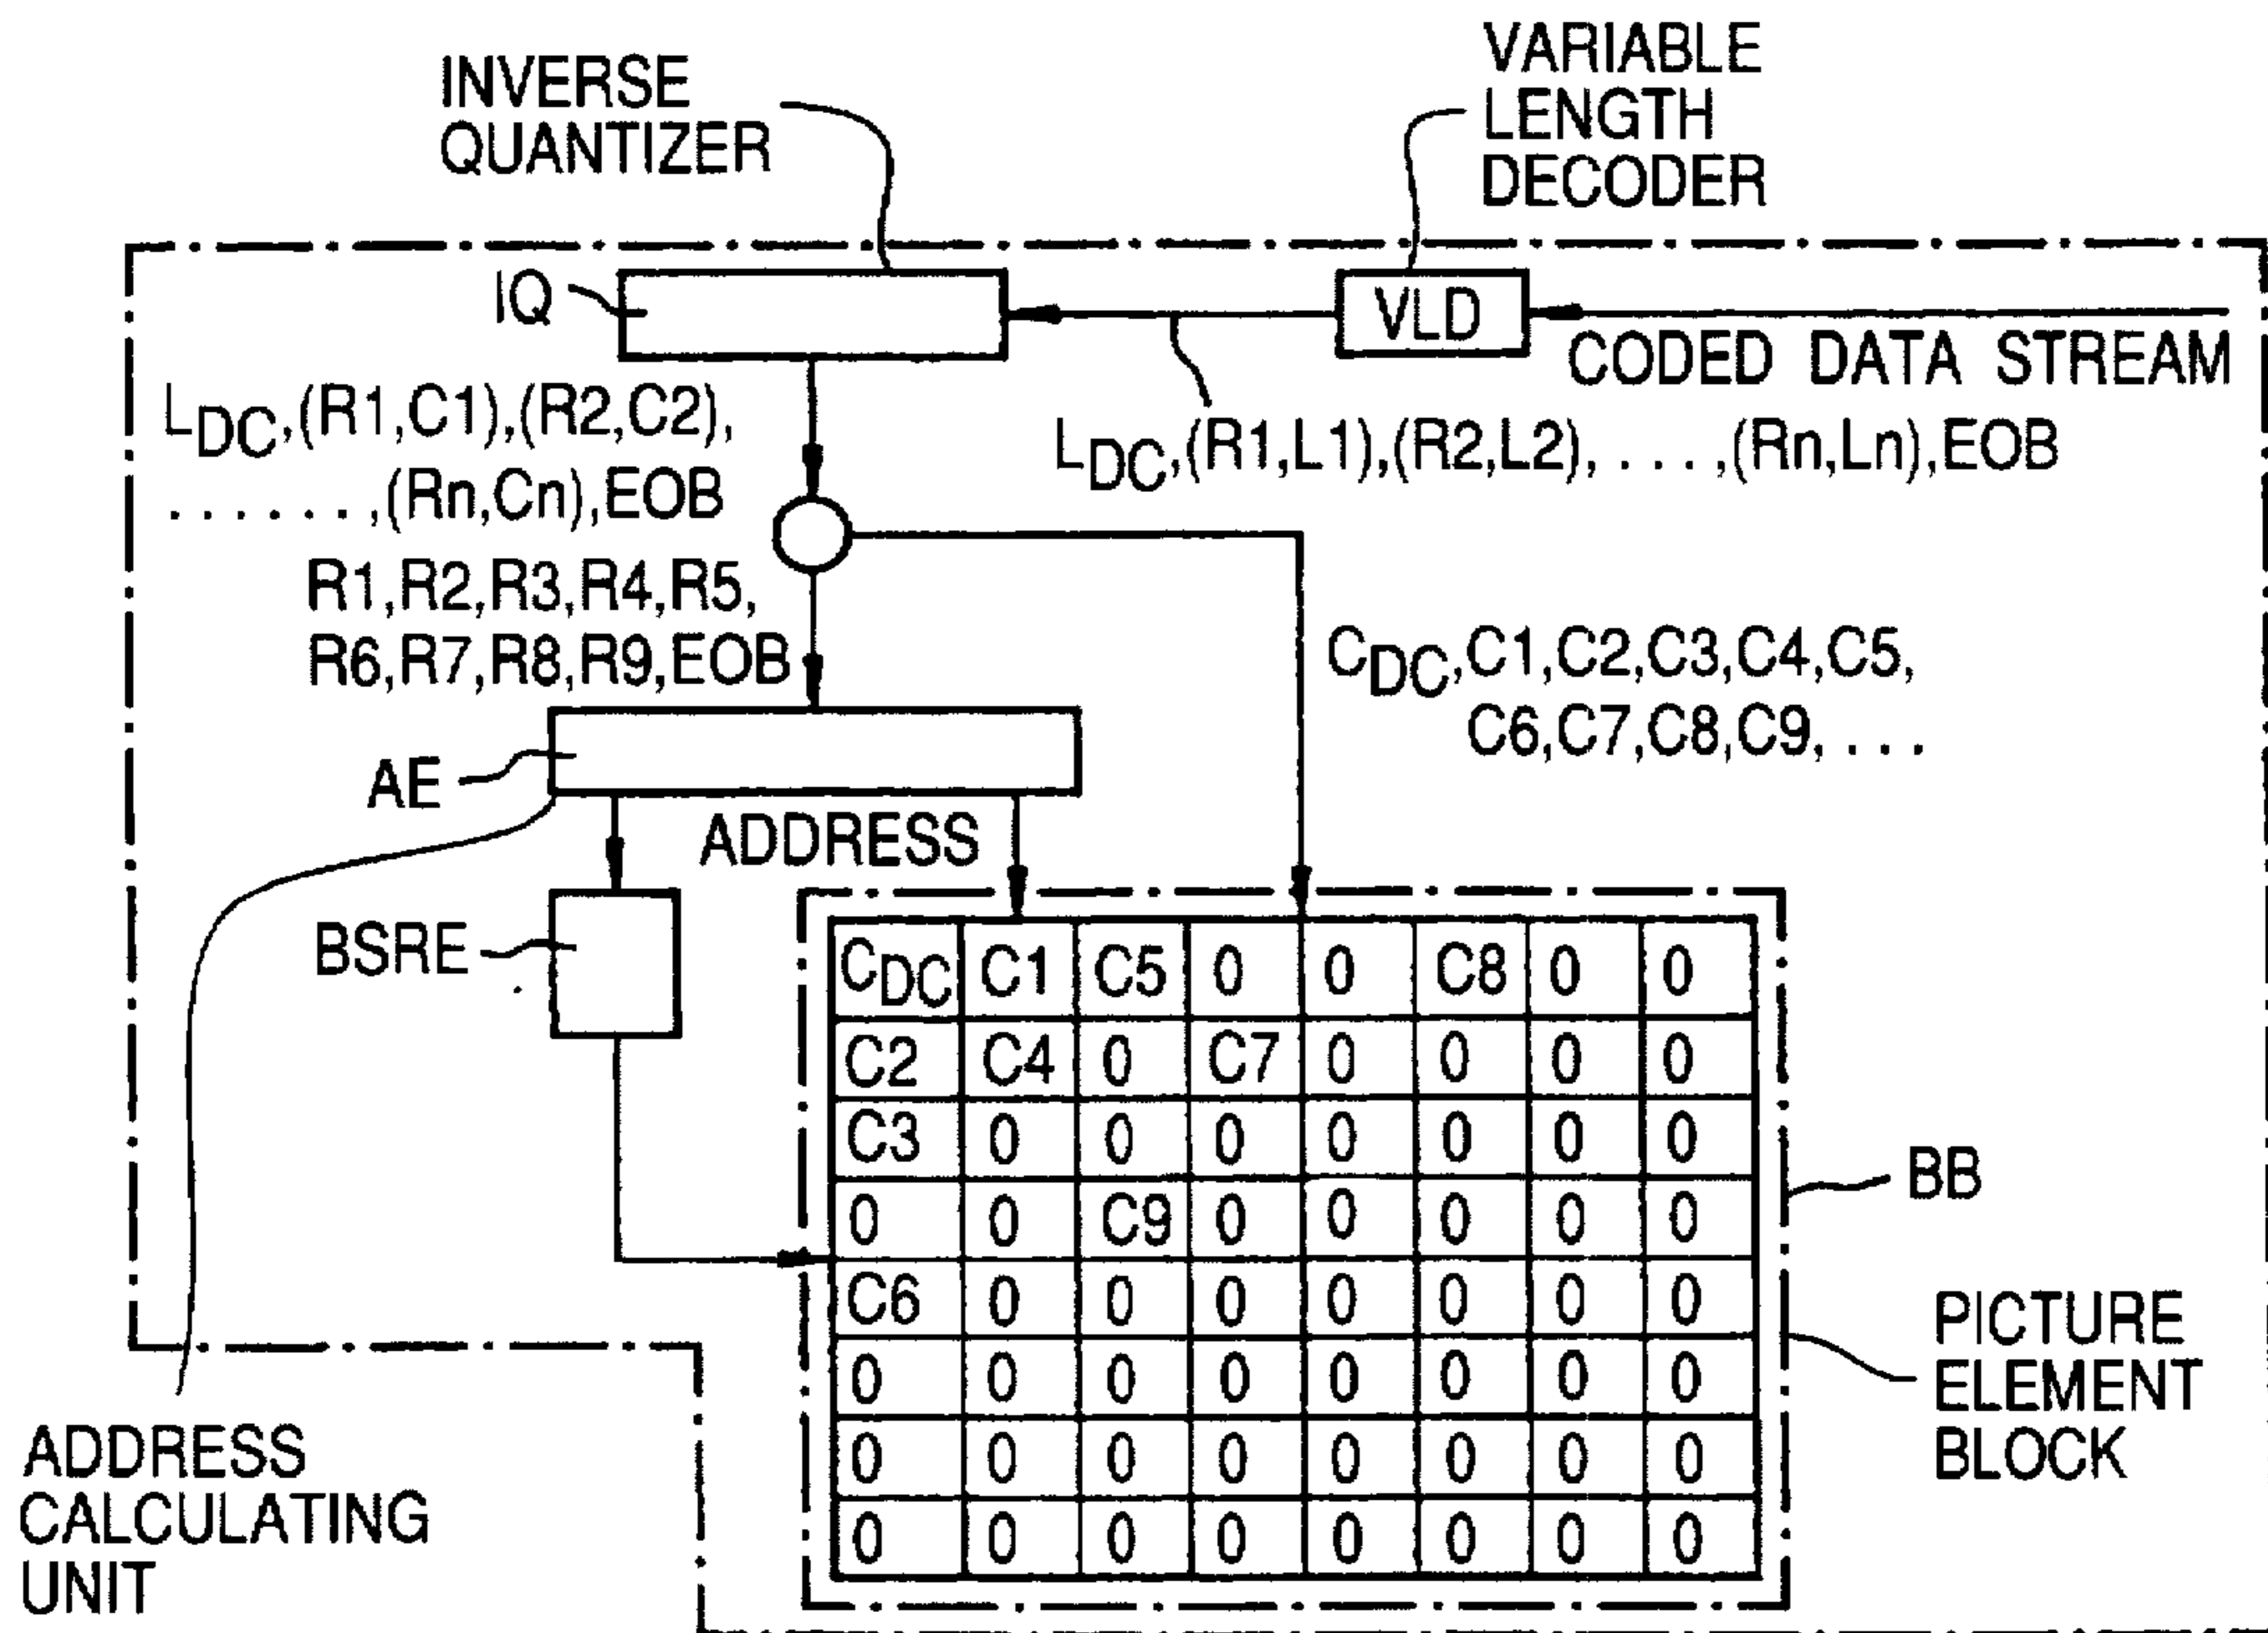 INVERSE
QUANTIZER
VARIABLE
LENGTH
DECODER
IQ
VLD
CODED DATA STREAM
LDC,(R1,C1),(R2,C2),
. . . . . . .,(Rn,Cn),EOB
LDC,(R1,L1),(R2,L2), . . . .,(Rn,Ln),EOB
R1,R2,R3,R4,R5,
R6,R7,R8,R9,EOB
CDC,C1,C2,C3,C4,C5,
C6,C7,C8,C9, . . .
AE
ADDRESS
BSRE
CDC C1 C5 0 0 C8 0 0
C2 C4 0 C7 0 0 0 0
C3 0 0 0 0 0 0 0
0 0 C9 0 0 0 0 0
C6 0 0 0 0 0 0 0
0 0 0 0 0 0 0 0
0 0 0 0 0 0 0 0
0 0 0 0 0 0 0 0
BB
PICTURE
ELEMENT
BLOCK
ADDRESS
CALCULATING
UNIT